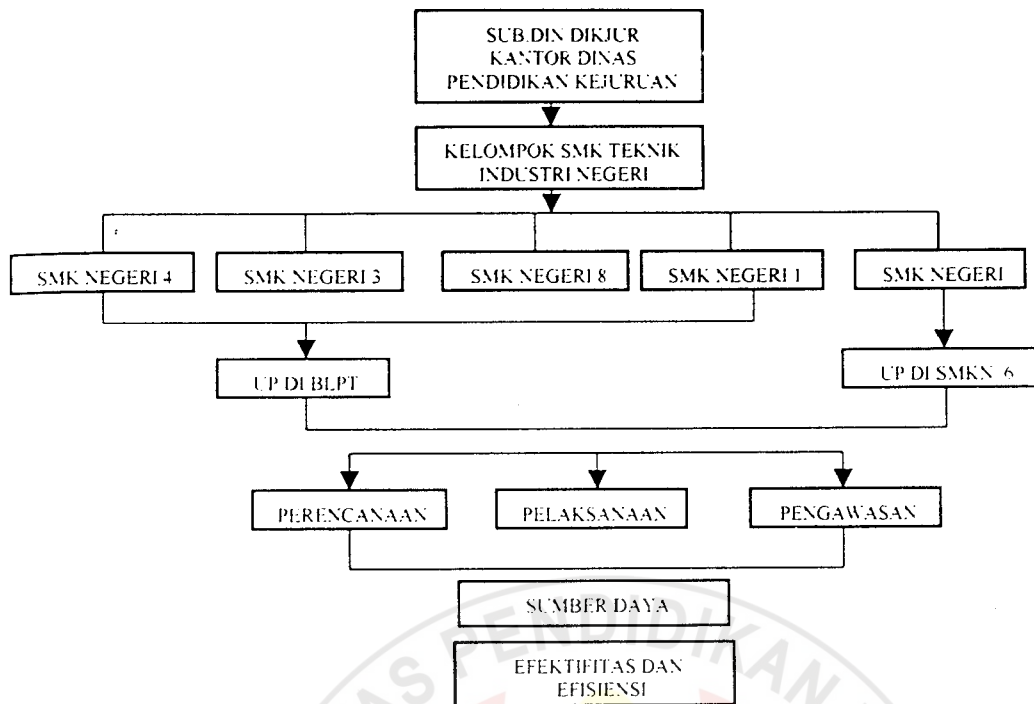 SUB.DIN DIKJUR
KANTOR DINAS
PENDIDIKAN KEJURUAN
KELOMPOK SMK TEKNIK
INDUSTRI NEGERI
SMK NEGERI 4
SMK NEGERI 3
SMK NEGERI 8
SMK NEGERI 1
SMK NEGERI
UP DI BLPT
UP DI SMKN 6
PERENCANAAN
PELAKSANAAN
PENGAWASAN
SUMBER DAYA
EFEKTIFITAS DAN
EFISIENSI
AS PENDIDIKAN